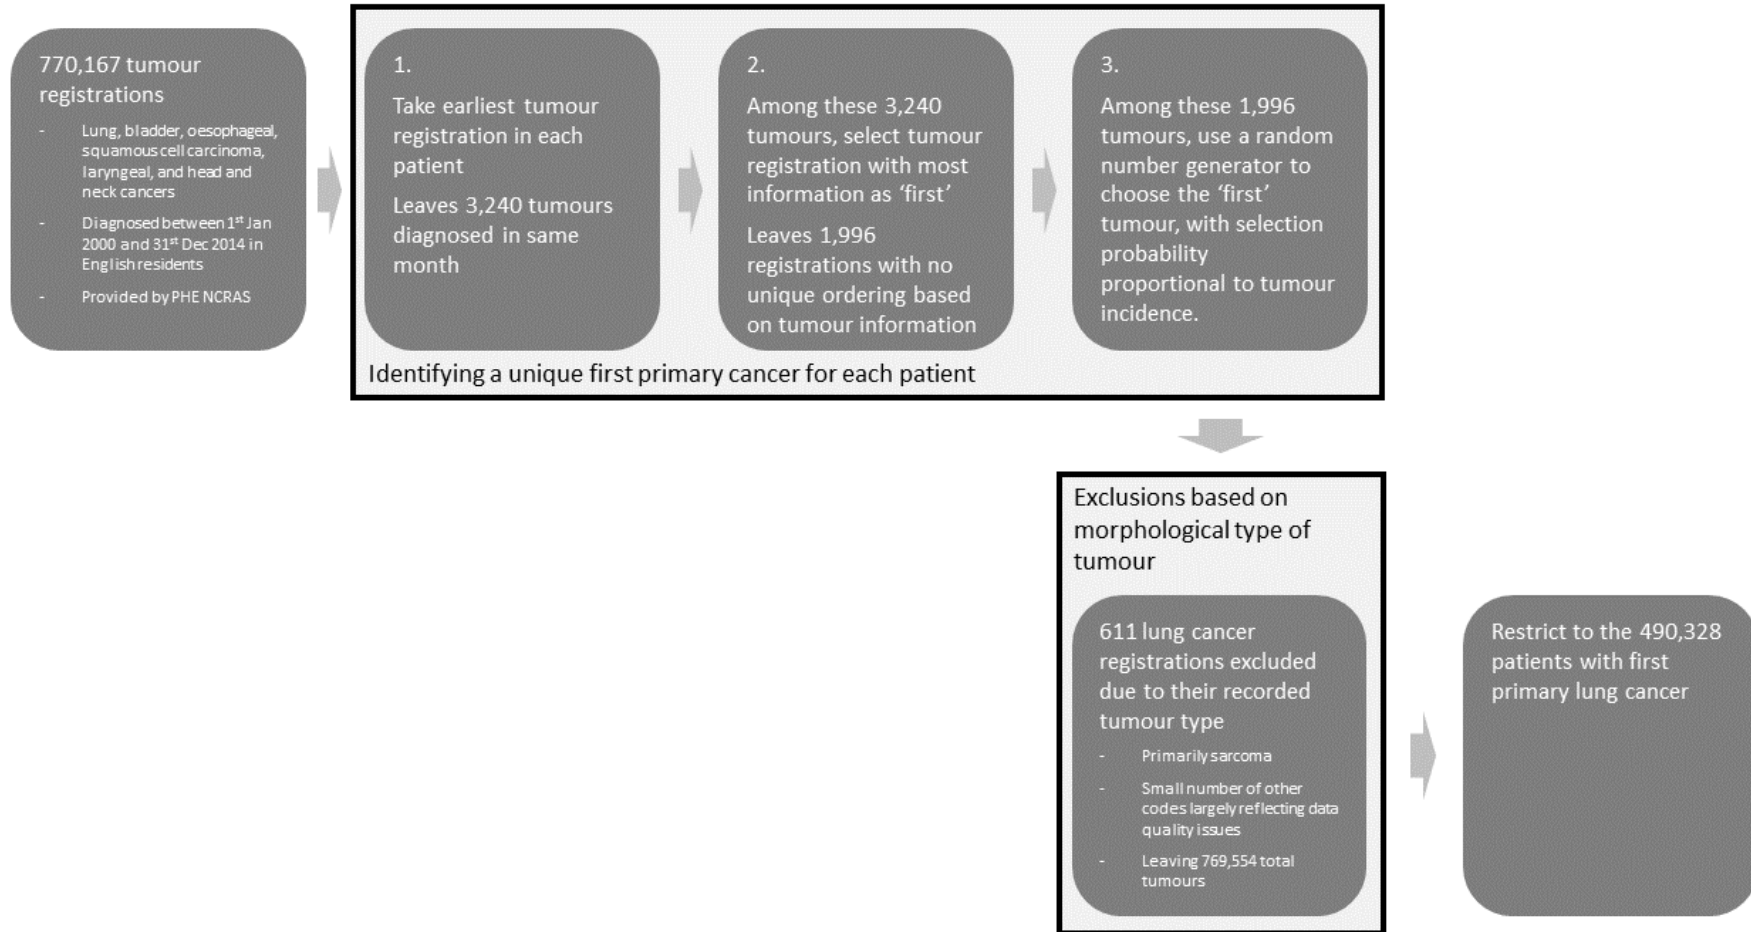 770,167 tumour
registrations
- Lung, bladder, oesophageal,
squamous cell carcinoma,
laryngeal, and head and
neck cancers
- Diagnosed between 1st Jan
2000 and 31st Dec 2014 in
English residents
- Provided by PHE NCRAS
1.
Take earliest tumour
registration in each
patient
Leaves 3,240 tumours
diagnosed in same
month
2.
Among these 3,240
tumours, select tumour
registration with most
information as ‘first’
Leaves 1,996
registrations with no
unique ordering based
on tumour information
3.
Among these 1,996
tumours, use a random
number generator to
choose the ‘first’
tumour, with selection
probability
proportional to tumour
incidence.
Identifying a unique first primary cancer for each patient
Exclusions based on
morphological type of
tumour
611 lung cancer
registrations excluded
due to their recorded
tumour type
- Primarily sarcoma
- Small number of other
codes largely reflecting data
quality issues
- Leaving 769,554 total
tumours
Restrict to the 490,328
patients with first
primary lung cancer